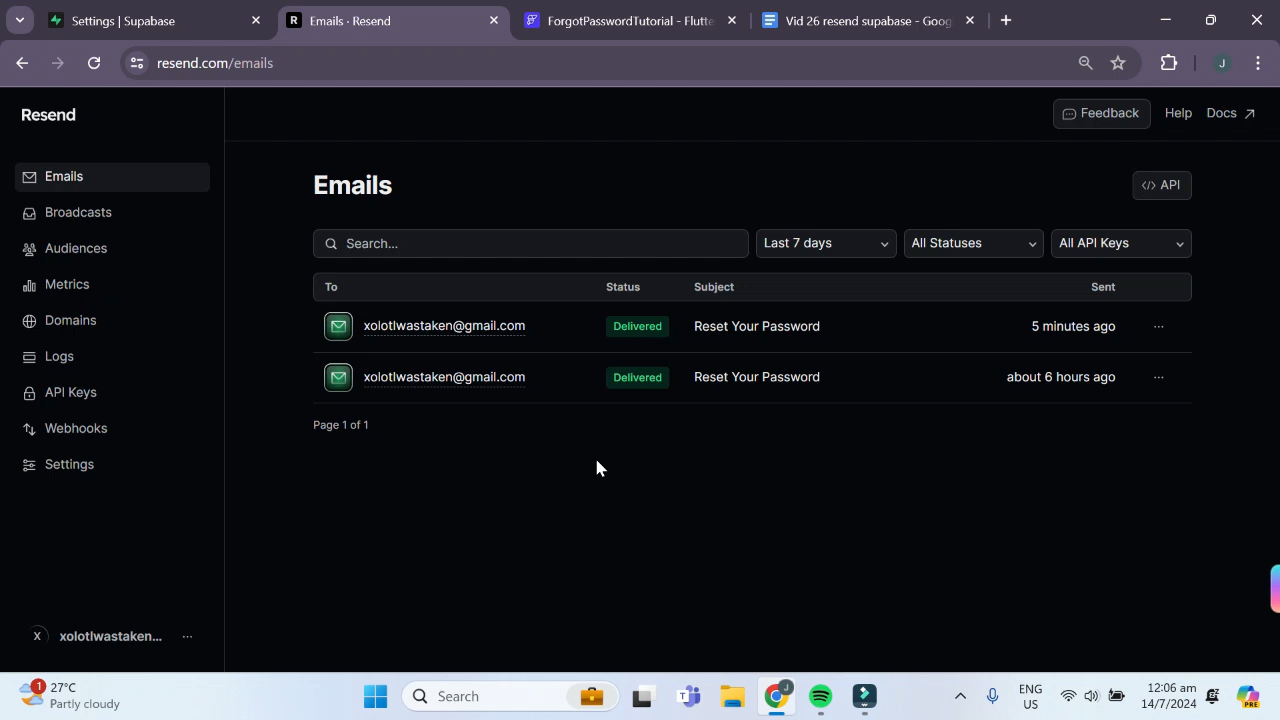 Settings | Supabase
Emails · Resend
ForgotPasswordTutorial - Flutte
Vid 26 resend supabase - Goog
resend.com/emails
J
Resend
Feedback
Help
Docs
Emails
Broadcasts
Audiences
Metrics
Domains
Logs
API Keys
Webhooks
Settings
Emails
</> API
Search...
Last 7 days
All Statuses
All API Keys
To Status Subject Sent
xolotlwastaken@gmail.com Delivered Reset Your Password 5 minutes ago ...
xolotlwastaken@gmail.com Delivered Reset Your Password about 6 hours ago ...
Page 1 of 1
X xolotlwastaken... ...
1
27°C
Partly cloudy
Search
J
ENG
US
12:06 am
14/7/2024
PRE